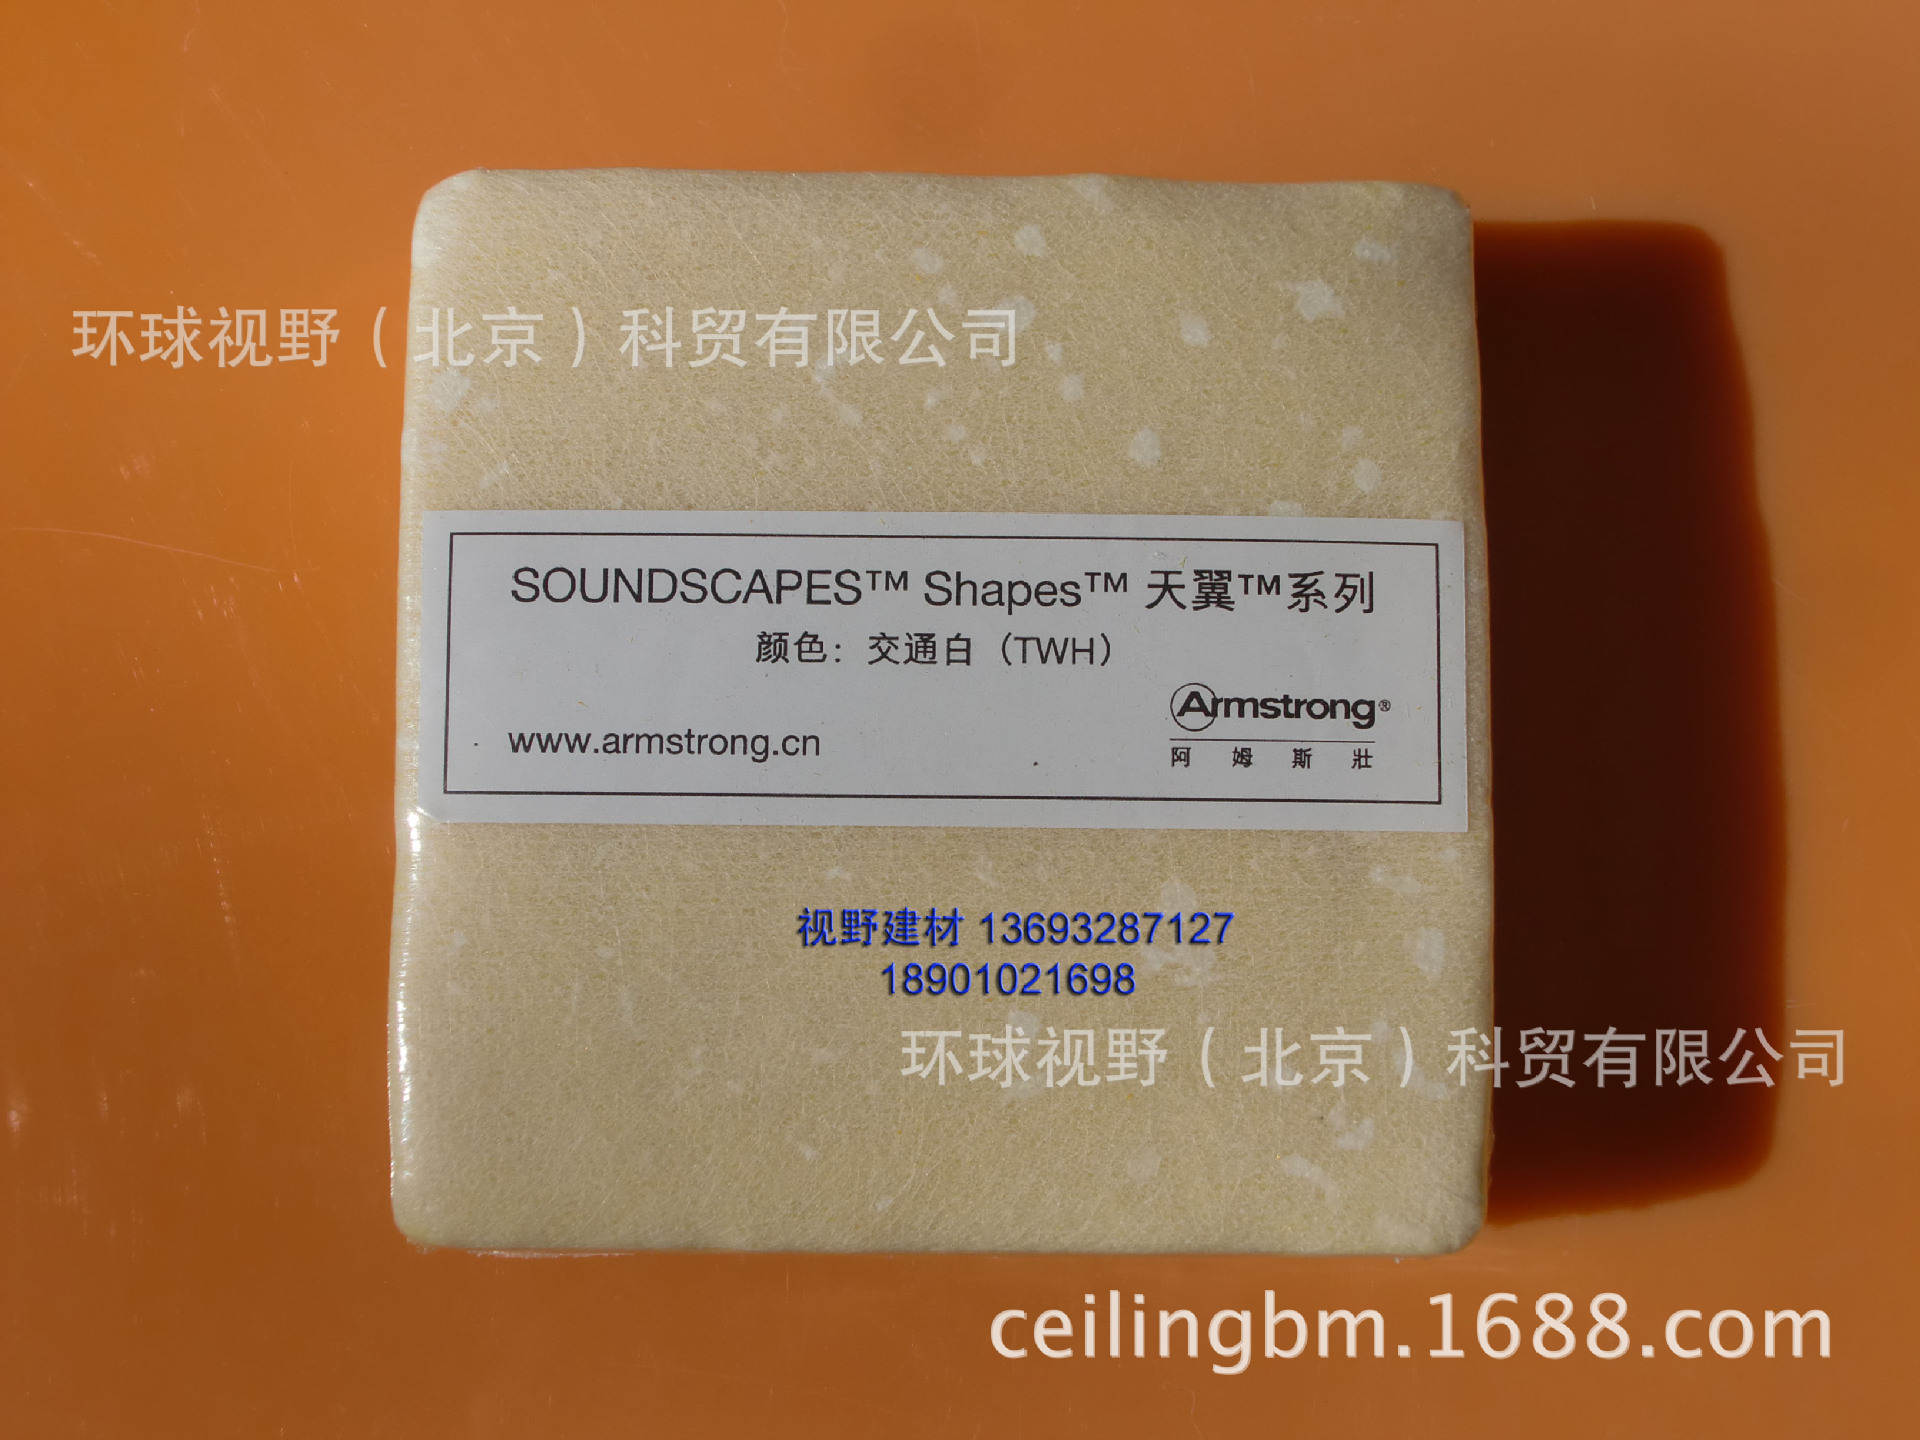 环球视野（北京）科贸有限公司
SOUNDSCAPES™ Shapes™ 天翼™系列
颜色：交通白（TWH）
www.armstrong.cn
Armstrong®
阿姆斯壮
视野建材 13693287127
18901021698
环球视野（北京）科贸有限公司
ceilingbm.1688.com